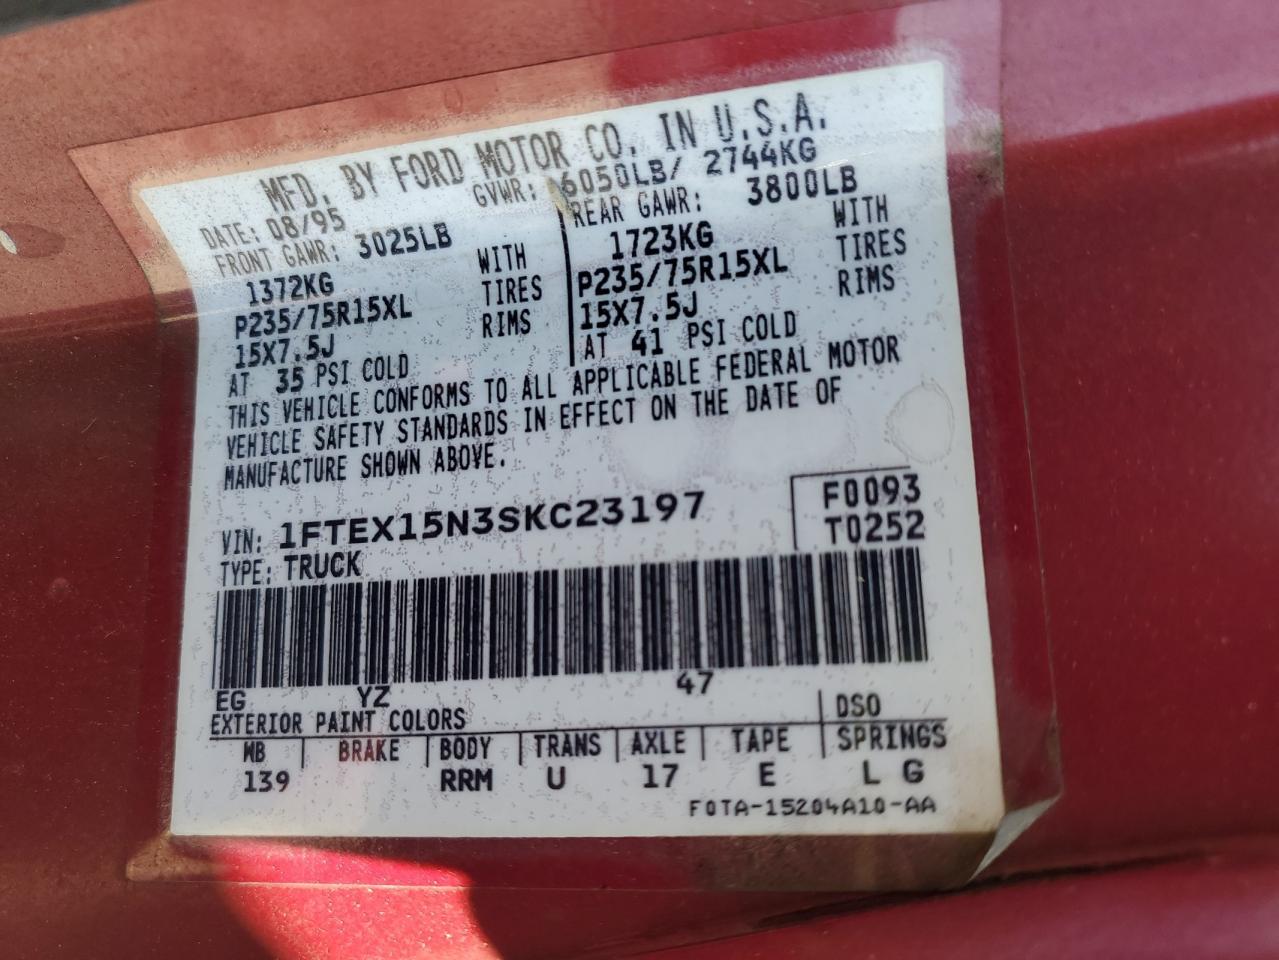 MFD. BY FORD MOTOR CO. IN U.S.A.
DATE: 08/95 GVWR: 6050LB/ 2744KG
FRONT GAWR: 3025LB
1372KG WITH
P235/75R15XL TIRES
15X7.5J RIMS
AT 35 PSI COLD
REAR GAWR: 3800LB
1723KG WITH
P235/75R15XL TIRES
15X7.5J RIMS
AT 41 PSI COLD
THIS VEHICLE CONFORMS TO ALL APPLICABLE FEDERAL MOTOR
VEHICLE SAFETY STANDARDS IN EFFECT ON THE DATE OF
MANUFACTURE SHOWN ABOVE.
VIN: 1FTEX15N3SKC23197
TYPE: TRUCK
F0093
T0252
EG YZ 47
EXTERIOR PAINT COLORS DSO
WB BRAKE BODY TRANS AXLE TAPE SPRINGS
139 RRM U 17 E L G
F0TA-15204A10-AA